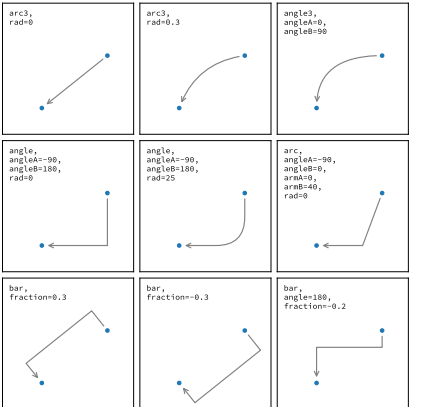 arc3,
rad=0
arc3,
rad=0.3
angle3,
angleA=0,
angleB=90
angle,
angleA=−90,
angleB=180,
rad=0
angle,
angleA=−90,
angleB=180,
rad=25
arc,
angleA=−90,
angleB=0,
armA=0,
armB=40,
rad=0
bar,
fraction=0.3
bar,
fraction=−0.3
bar,
angle=180,
fraction=−0.2